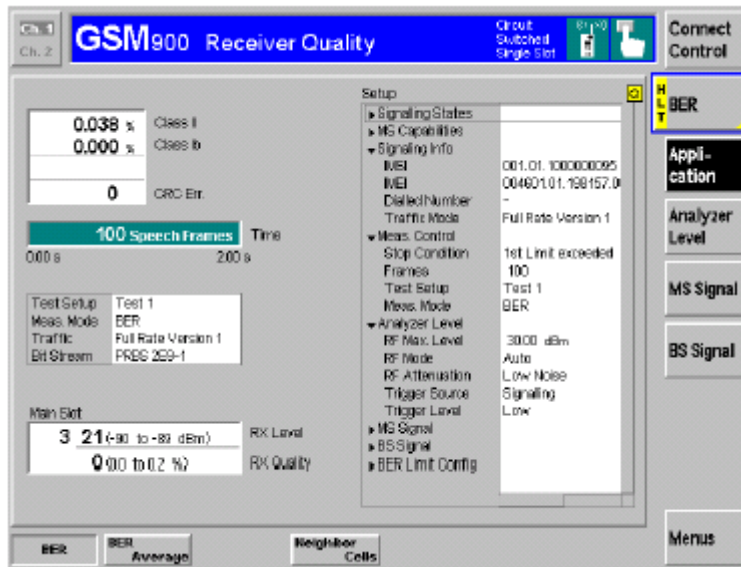 Ch. 1
Ch. 2
GSM900 Receiver Quality
Circuit
Switched
Single Slot
Connect
Control
BER
HLT
Appli-
cation
Analyzer
Level
MS Signal
BS Signal
Menus
0.038 % Class II
0.000 % Class Ib
0 CRC Err.
100 Speech Frames Time
0.00 s 2.00 s
Test Setup Test 1
Meas. Mode BER
Traffic Full Rate Version 1
Bit Stream PRBS 2E9-1
Main Slot
3 21 (-90 to -89 dBm) RX Level
0 (0.0 to 0.2 %) RX Quality
Setup
Signaling States
MS Capabilities
Signaling Info
IMSI 001.01.1000000095
IMEI 004601.01.198157.0
Dialled Number -
Traffic Mode Full Rate Version 1
Meas. Control
Stop Condition 1st Limit exceeded
Frames 100
Test Setup Test 1
Meas. Mode BER
Analyzer Level
RF Max. Level 30.00 dBm
RF Mode Auto
RF Attenuation Low Noise
Trigger Source Signaling
Trigger Level Low
MS Signal
BS Signal
BER Limit Config
BER
BER Average
Neighbor Cells